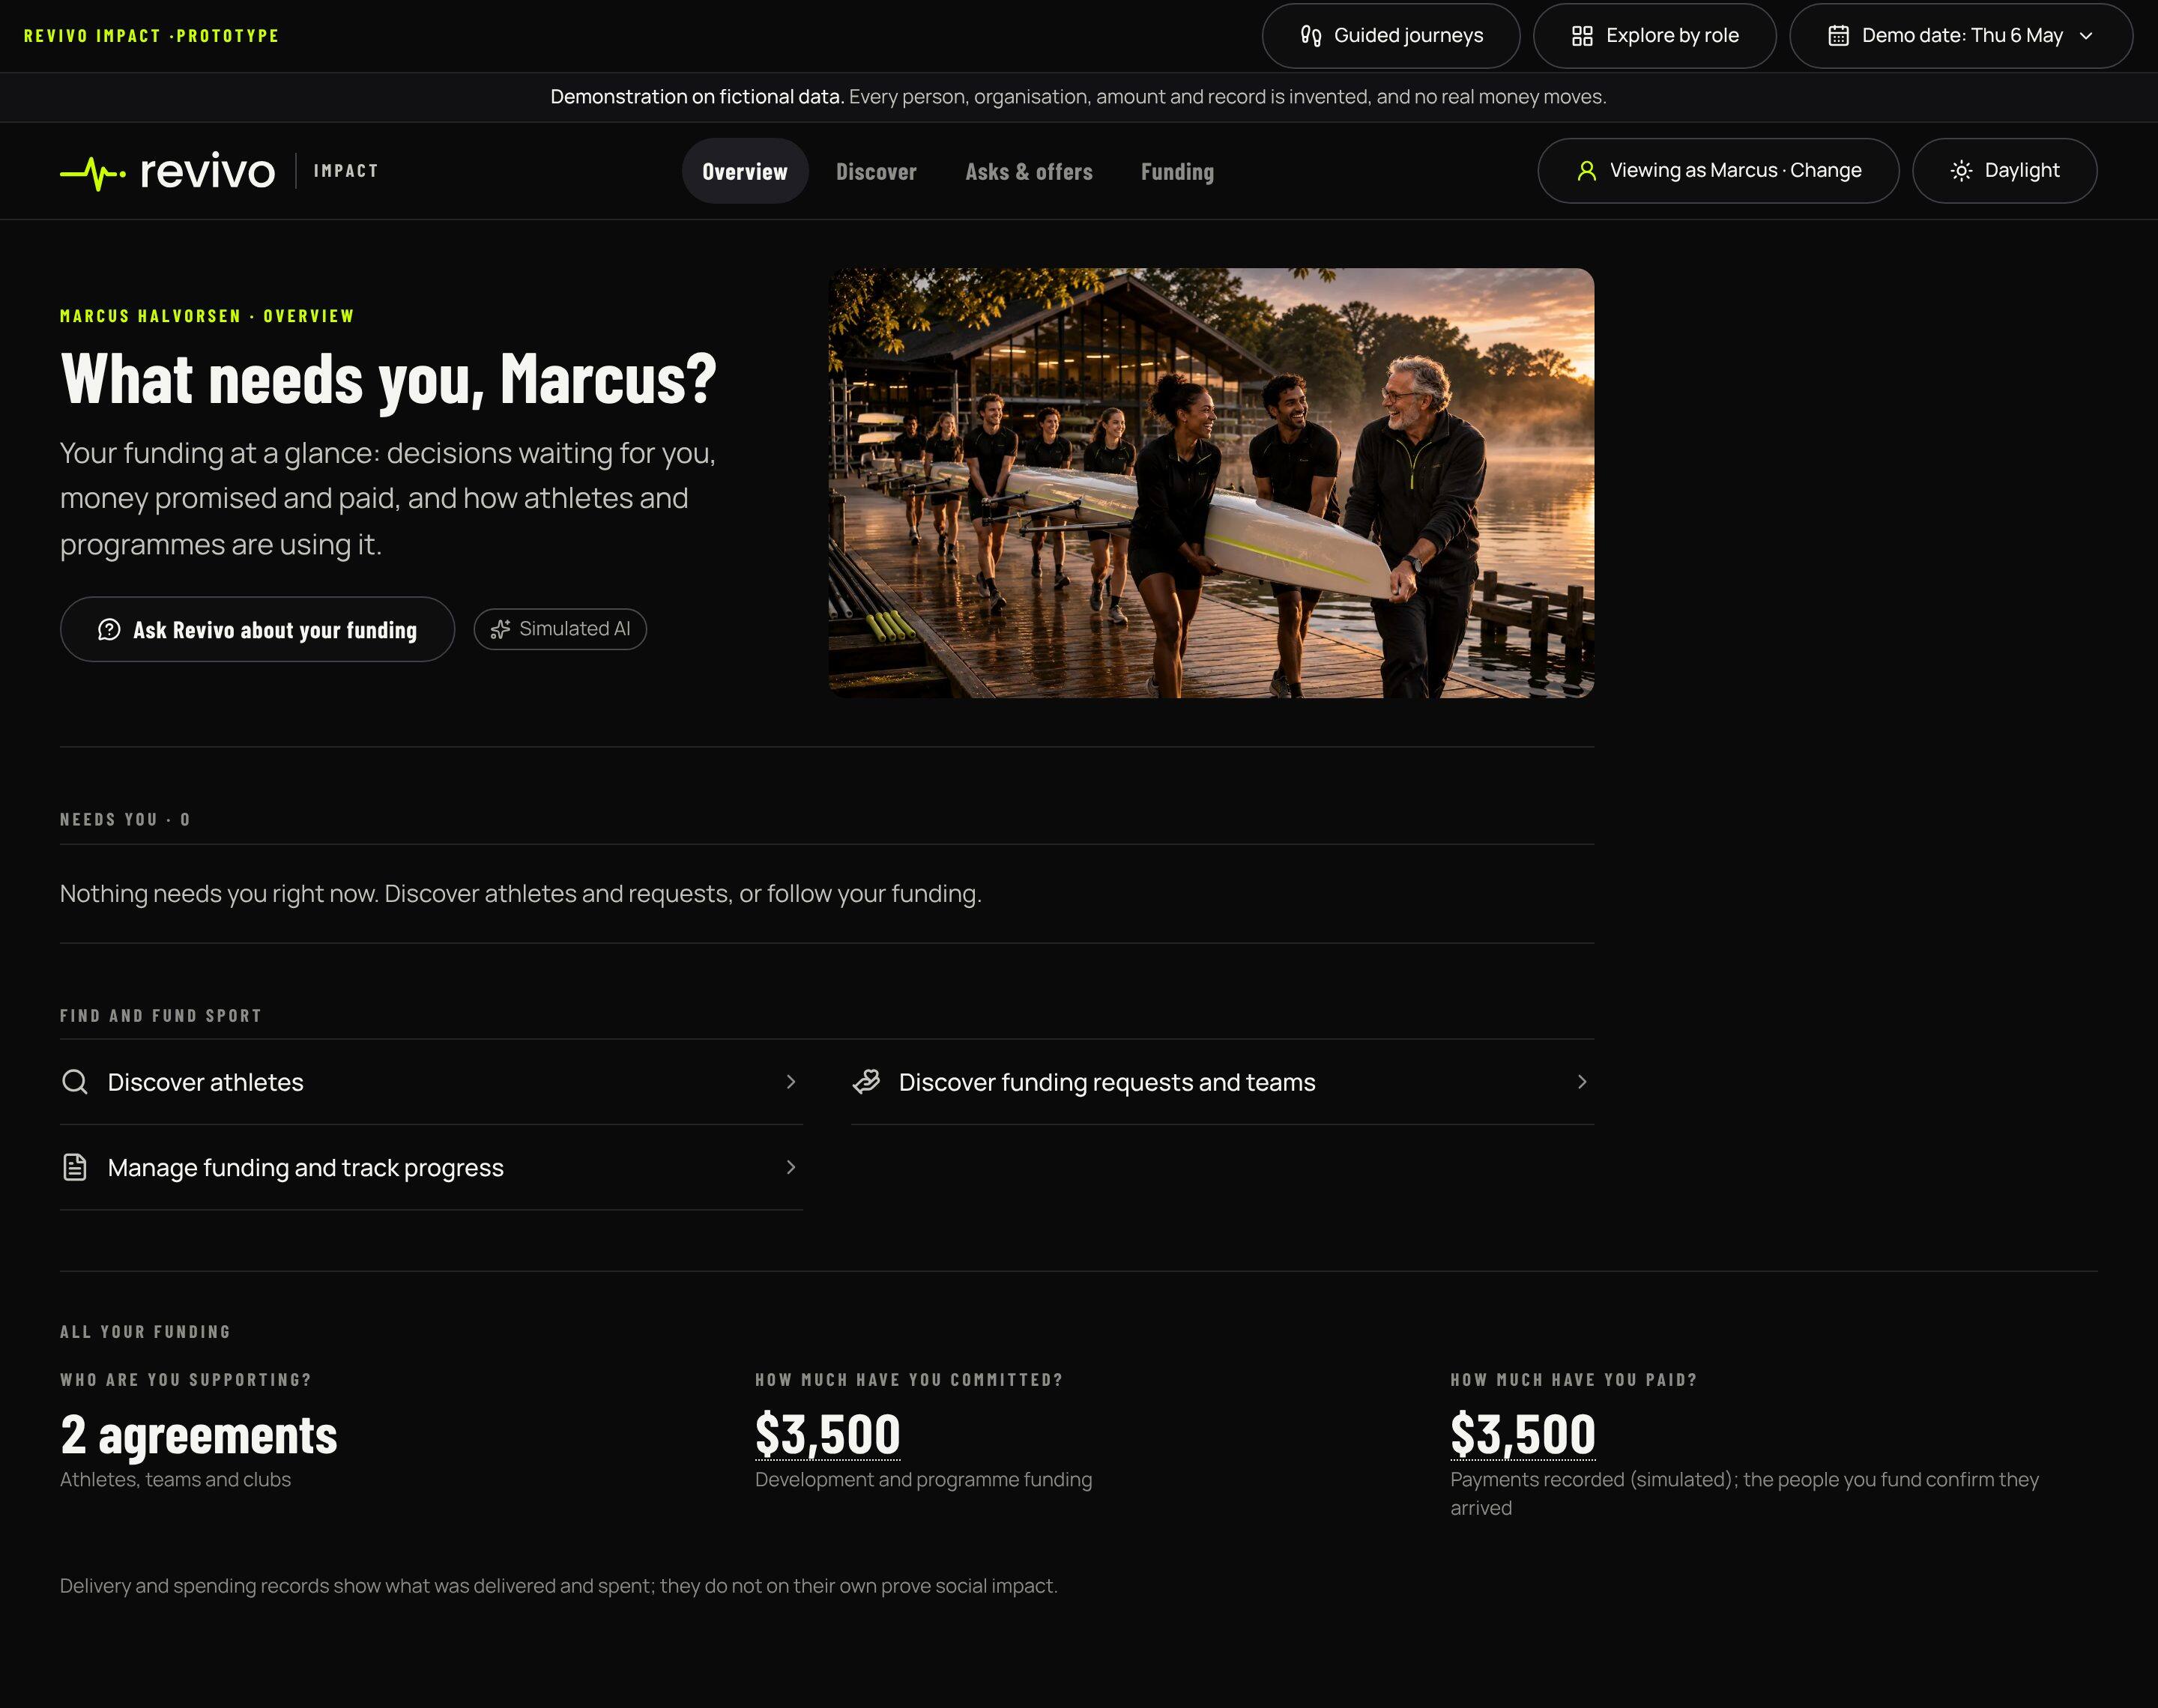 REVIVO IMPACT · PROTOTYPE
Guided journeys
Explore by role
Demo date: Thu 6 May
Demonstration on fictional data. Every person, organisation, amount and record is invented, and no real money moves.
revivo
IMPACT
Overview
Discover
Asks & offers
Funding
Viewing as Marcus · Change
Daylight
MARCUS HALVORSEN · OVERVIEW
What needs you, Marcus?
Your funding at a glance: decisions waiting for you,
money promised and paid, and how athletes and
programmes are using it.
Ask Revivo about your funding
Simulated AI
NEEDS YOU · 0
Nothing needs you right now. Discover athletes and requests, or follow your funding.
FIND AND FUND SPORT
Discover athletes
Discover funding requests and teams
Manage funding and track progress
ALL YOUR FUNDING
WHO ARE YOU SUPPORTING?
2 agreements
Athletes, teams and clubs
HOW MUCH HAVE YOU COMMITTED?
$3,500
Development and programme funding
HOW MUCH HAVE YOU PAID?
$3,500
Payments recorded (simulated); the people you fund confirm they
arrived
Delivery and spending records show what was delivered and spent; they do not on their own prove social impact.